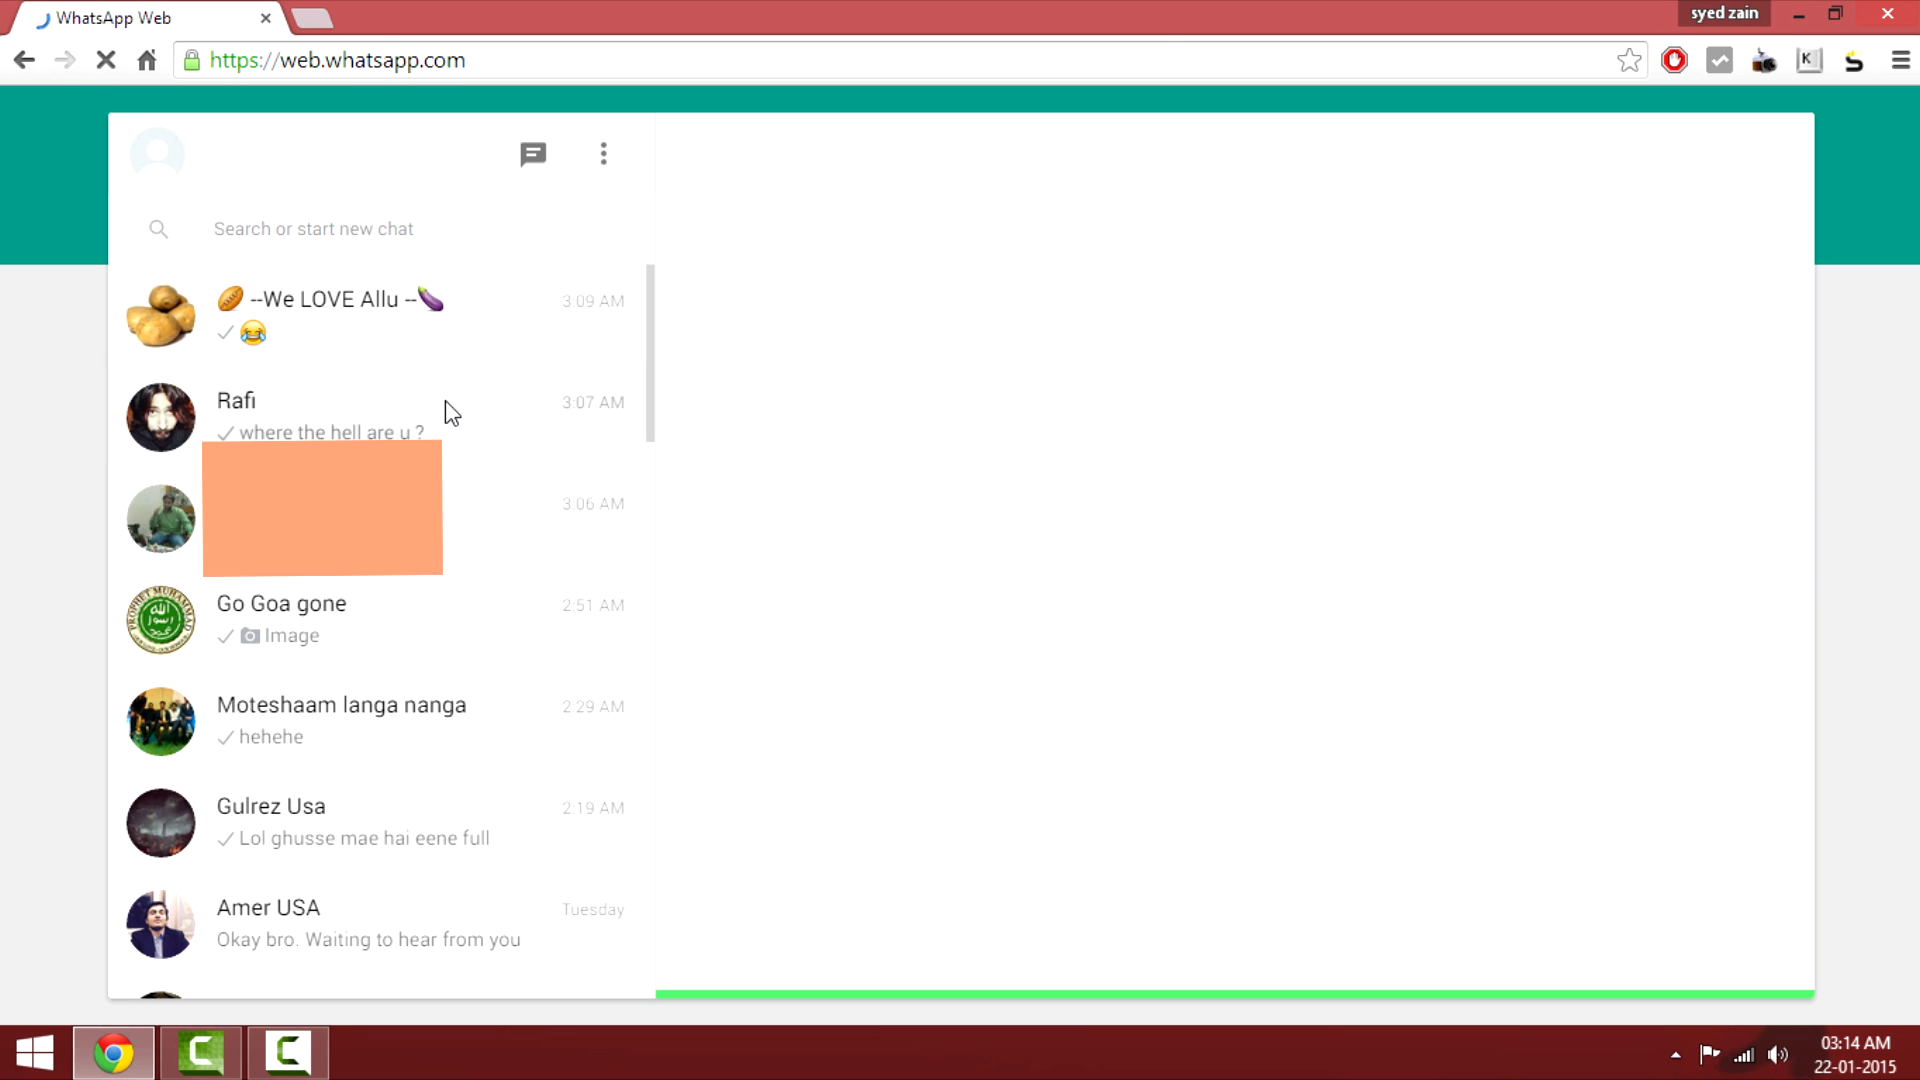 WhatsApp Web
syed zain
https://web.whatsapp.com
Search or start new chat
🏉 --We LOVE Allu --🍆
3:09 AM
✓ 😂
Rafi
3:07 AM
✓ where the hell are u ?
3:06 AM
PROPHET MUHAMMAD
Go Goa gone
2:51 AM
✓ 📷 Image
Moteshaam langa nanga
2:29 AM
✓ hehehe
Gulrez Usa
2:19 AM
✓ Lol ghusse mae hai eene full
Amer USA
Tuesday
Okay bro. Waiting to hear from you
03:14 AM
22-01-2015